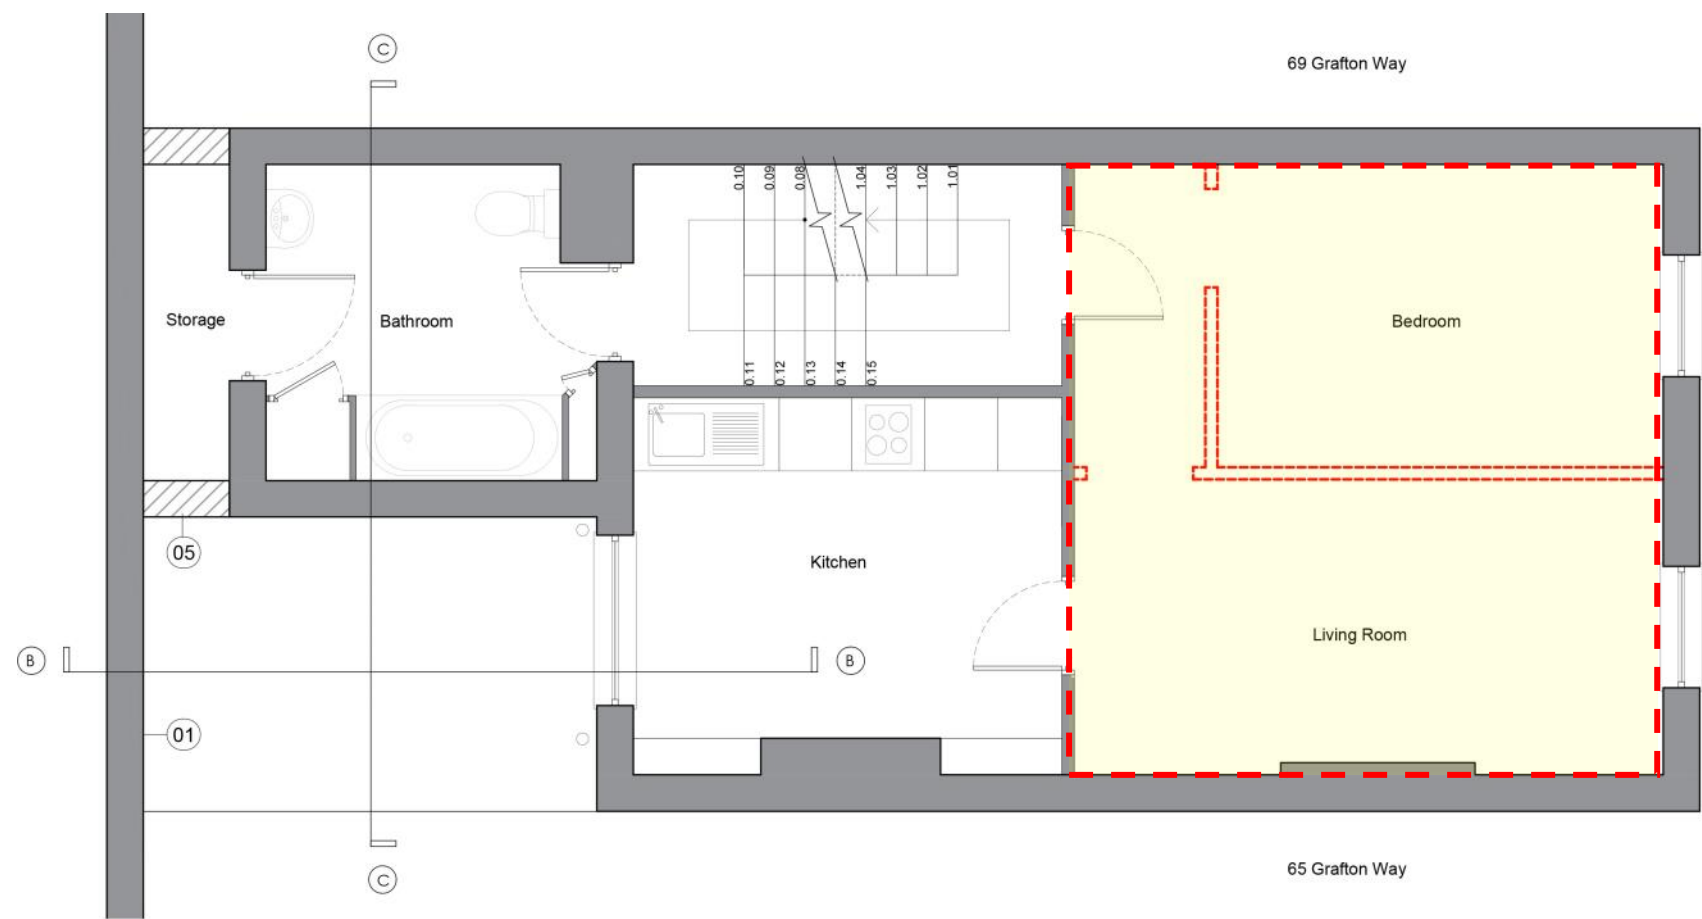 C
69 Grafton Way
0.10
0.09
0.08
1.04
1.03
1.02
1.01
Storage
Bathroom
Bedroom
0.11
0.12
0.13
0.14
0.15
05
Kitchen
Living Room
B
B
01
65 Grafton Way
C